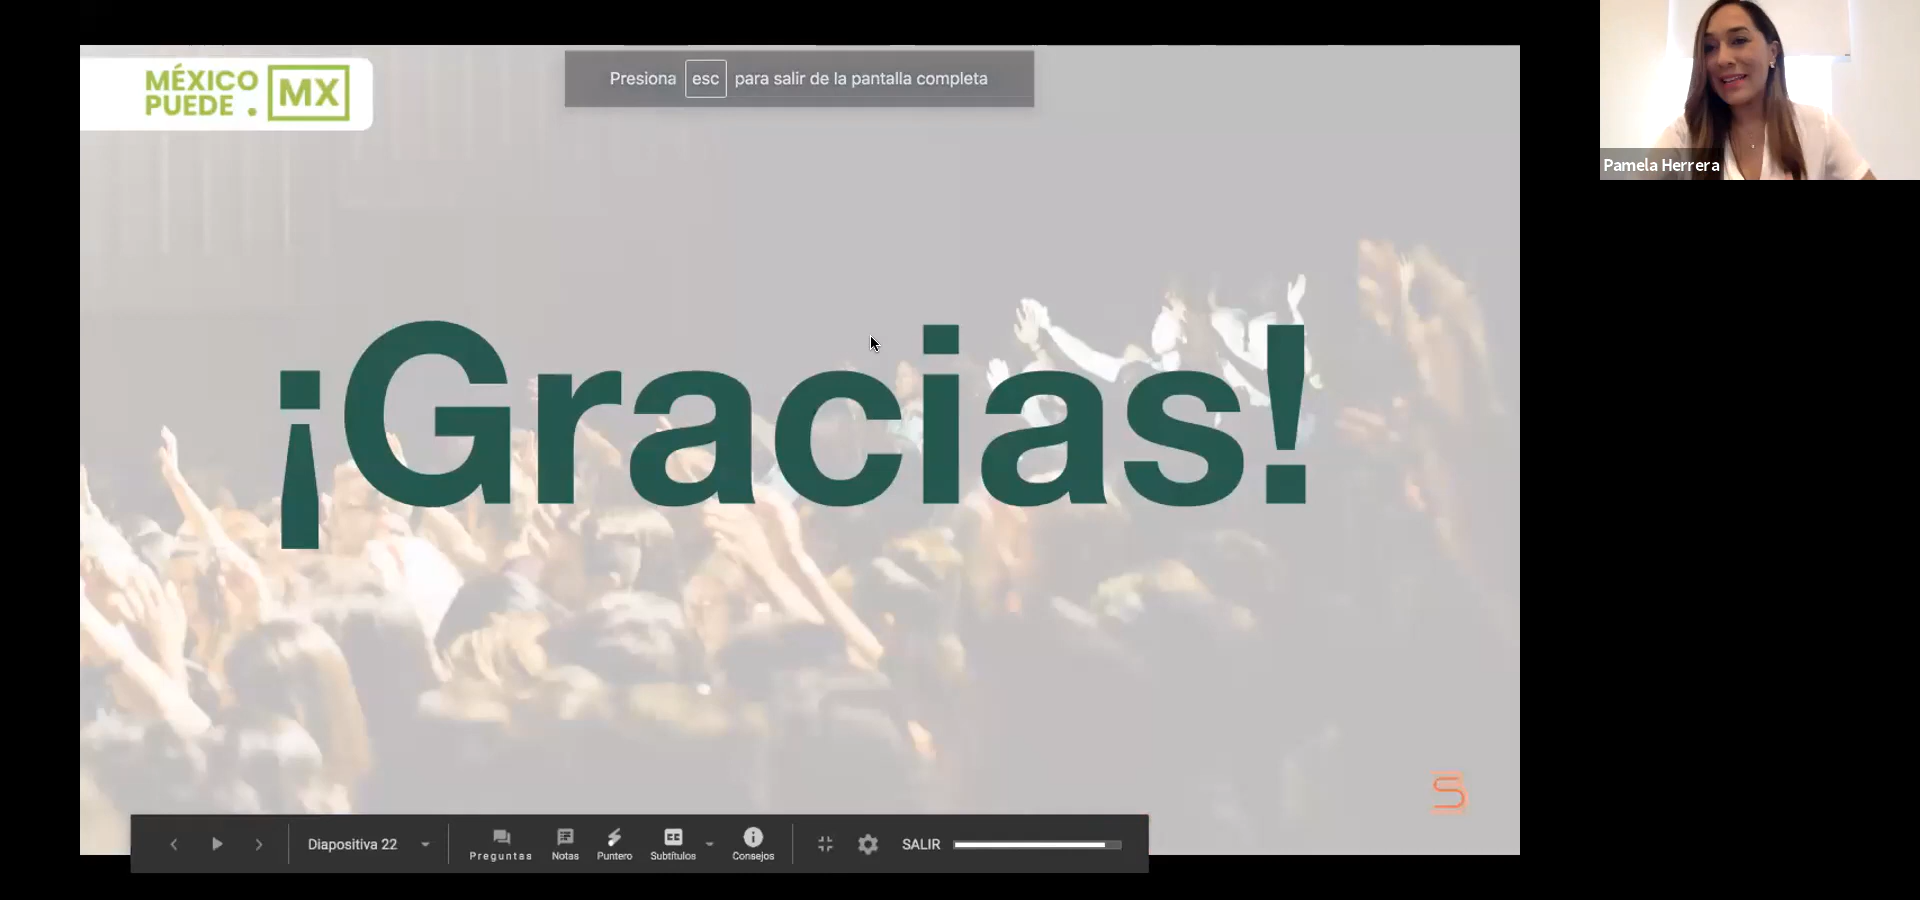 MÉXICO
PUEDE . MX
Presiona esc para salir de la pantalla completa
Pamela Herrera
¡Gracias!
S
Diapositiva 22
Preguntas
Notas
Puntero
CC
Subtítulos
Consejos
SALIR